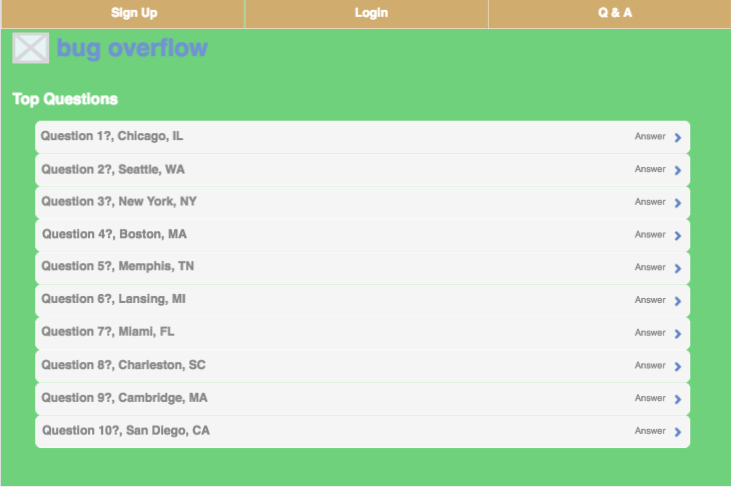 Sign Up Login Q & A
bug overflow
Top Questions
Question 1?, Chicago, IL Answer
Question 2?, Seattle, WA Answer
Question 3?, New York, NY Answer
Question 4?, Boston, MA Answer
Question 5?, Memphis, TN Answer
Question 6?, Lansing, MI Answer
Question 7?, Miami, FL Answer
Question 8?, Charleston, SC Answer
Question 9?, Cambridge, MA Answer
Question 10?, San Diego, CA Answer